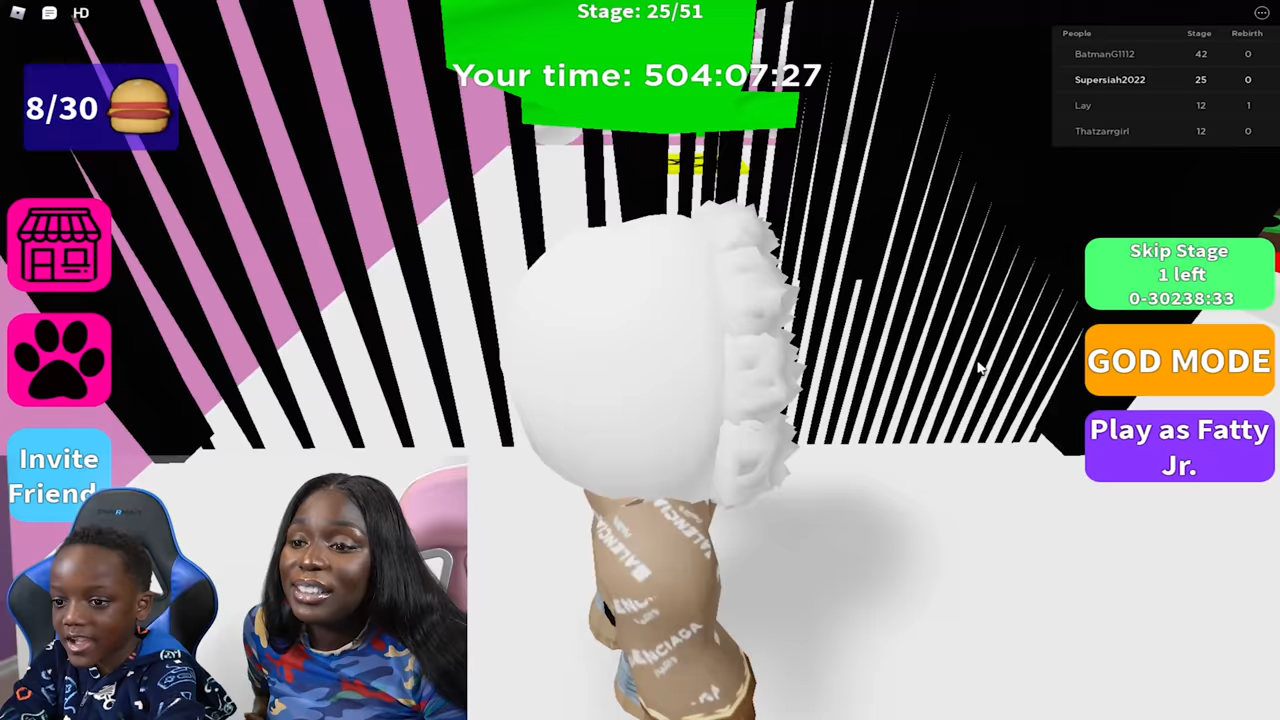 HD
Stage: 25/51
Your time: 504:07:27
People Stage Rebirth
BatmanG1112 42 0
Supersiah2022 25 0
Lay 12 1
Thatzarrgirl 12 0
8/30
Skip Stage
1 left
0-30238:33
GOD MODE
Play as Fatty
Jr.
Invite
Friend
BALENCIA
NCIAGA